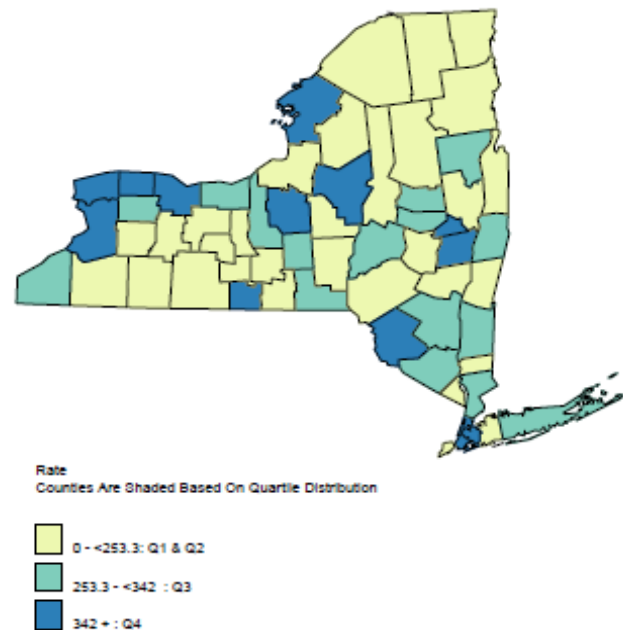 Rate
Counties Are Shaded Based On Quartile Distribution
0 - <253.3: Q1 & Q2
253.3 - <342 : Q3
342 + : Q4